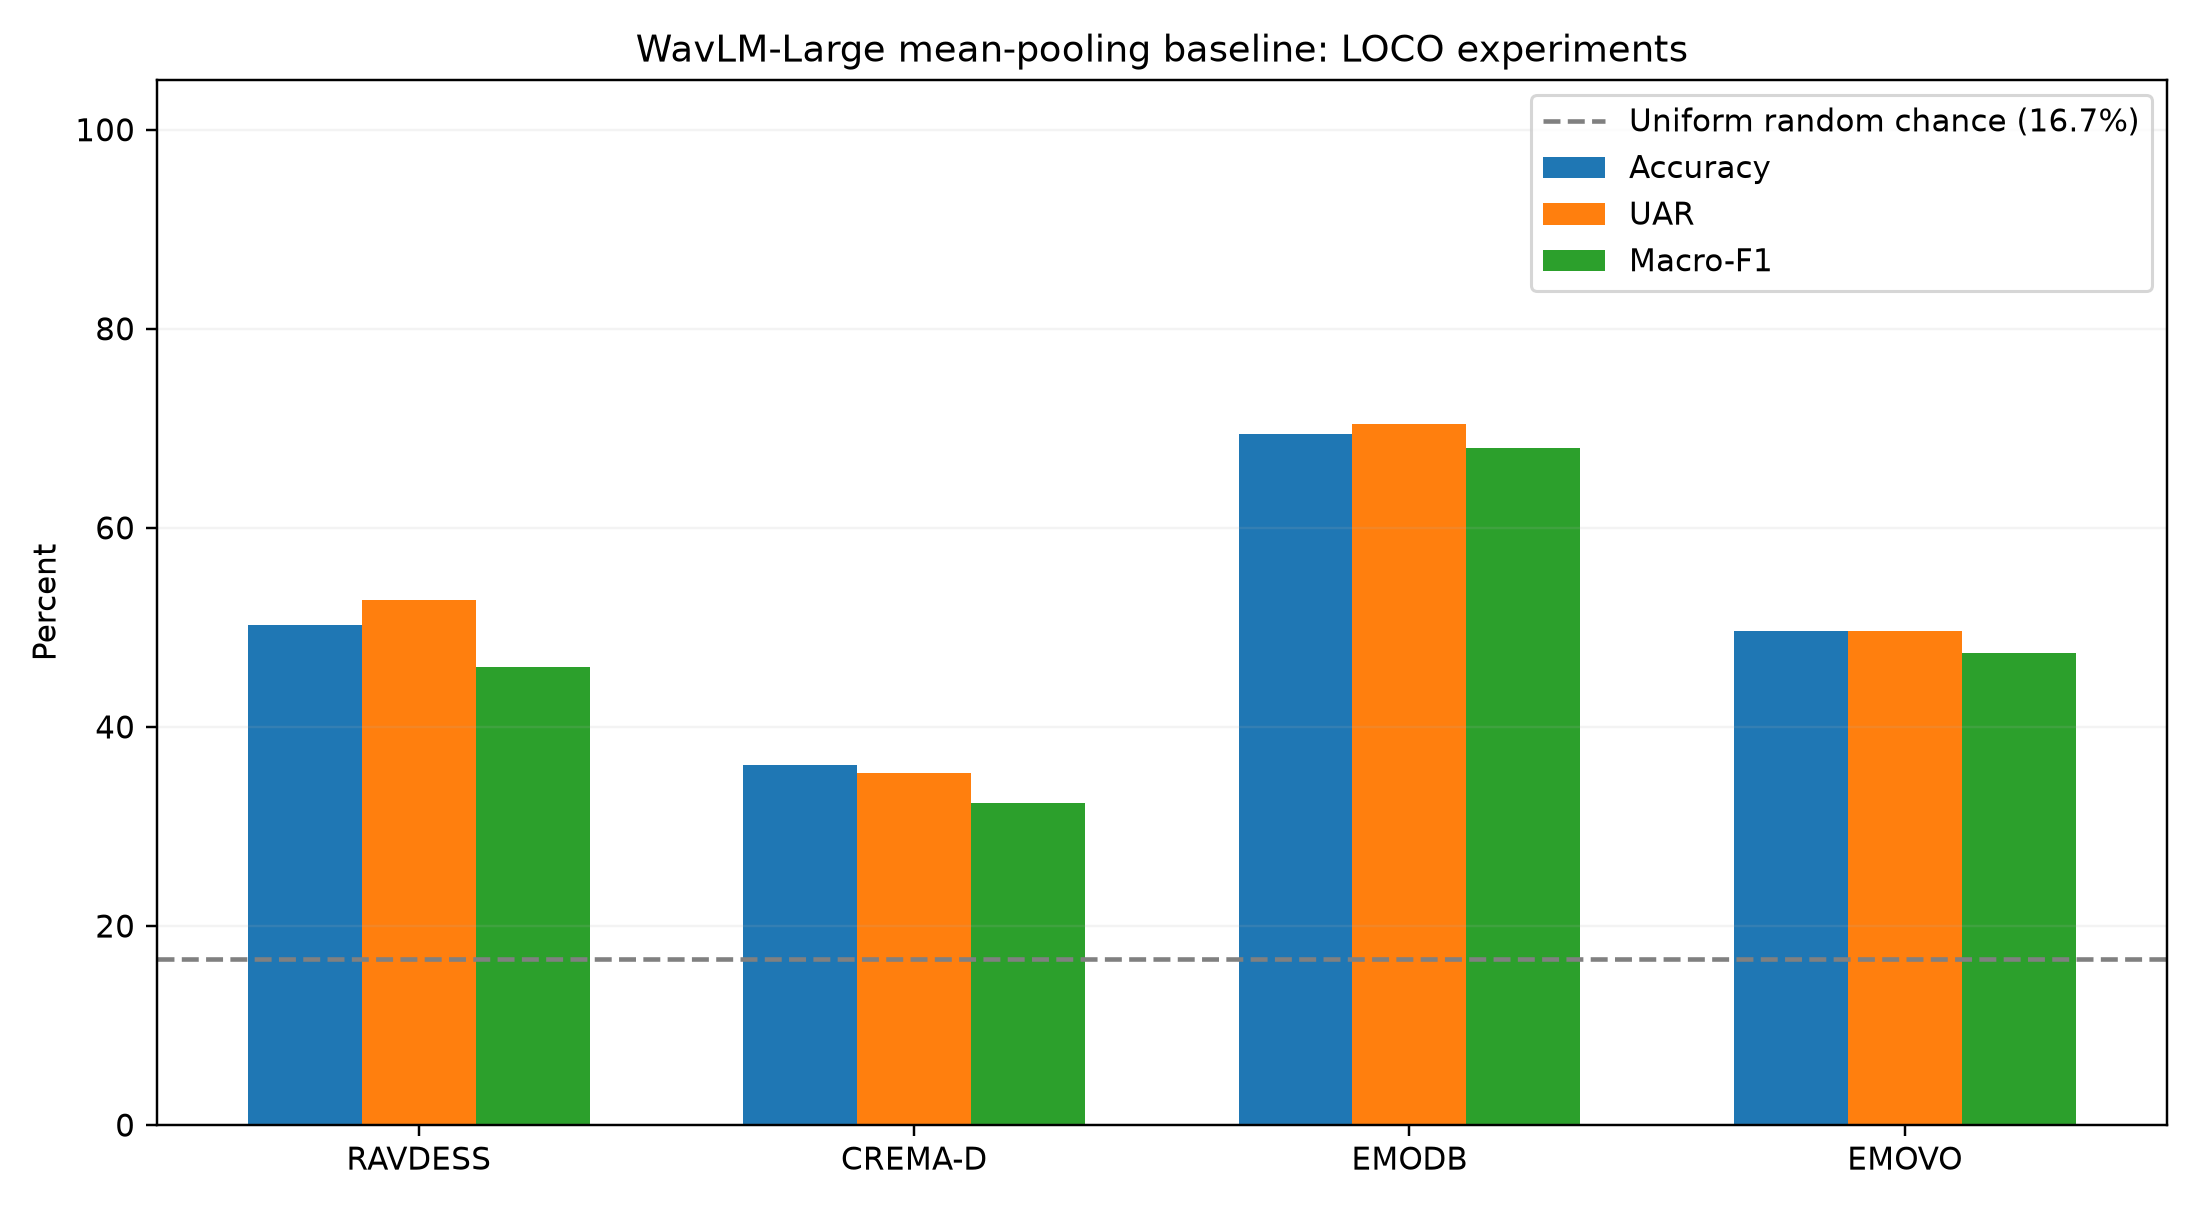 WavLM-Large mean-pooling baseline: LOCO experiments
Uniform random chance (16.7%)
Accuracy
UAR
Macro-F1
Percent
100
80
60
40
20
0
RAVDESS
CREMA-D
EMODB
EMOVO